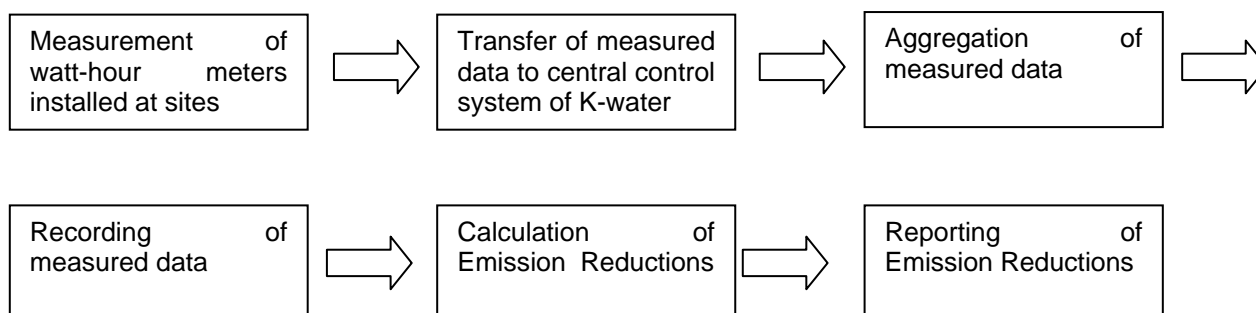 Measurement of
watt-hour meters
installed at sites
Transfer of measured
data to central control
system of K-water
Aggregation of
measured data
Recording of
measured data
Calculation of
Emission Reductions
Reporting of
Emission Reductions